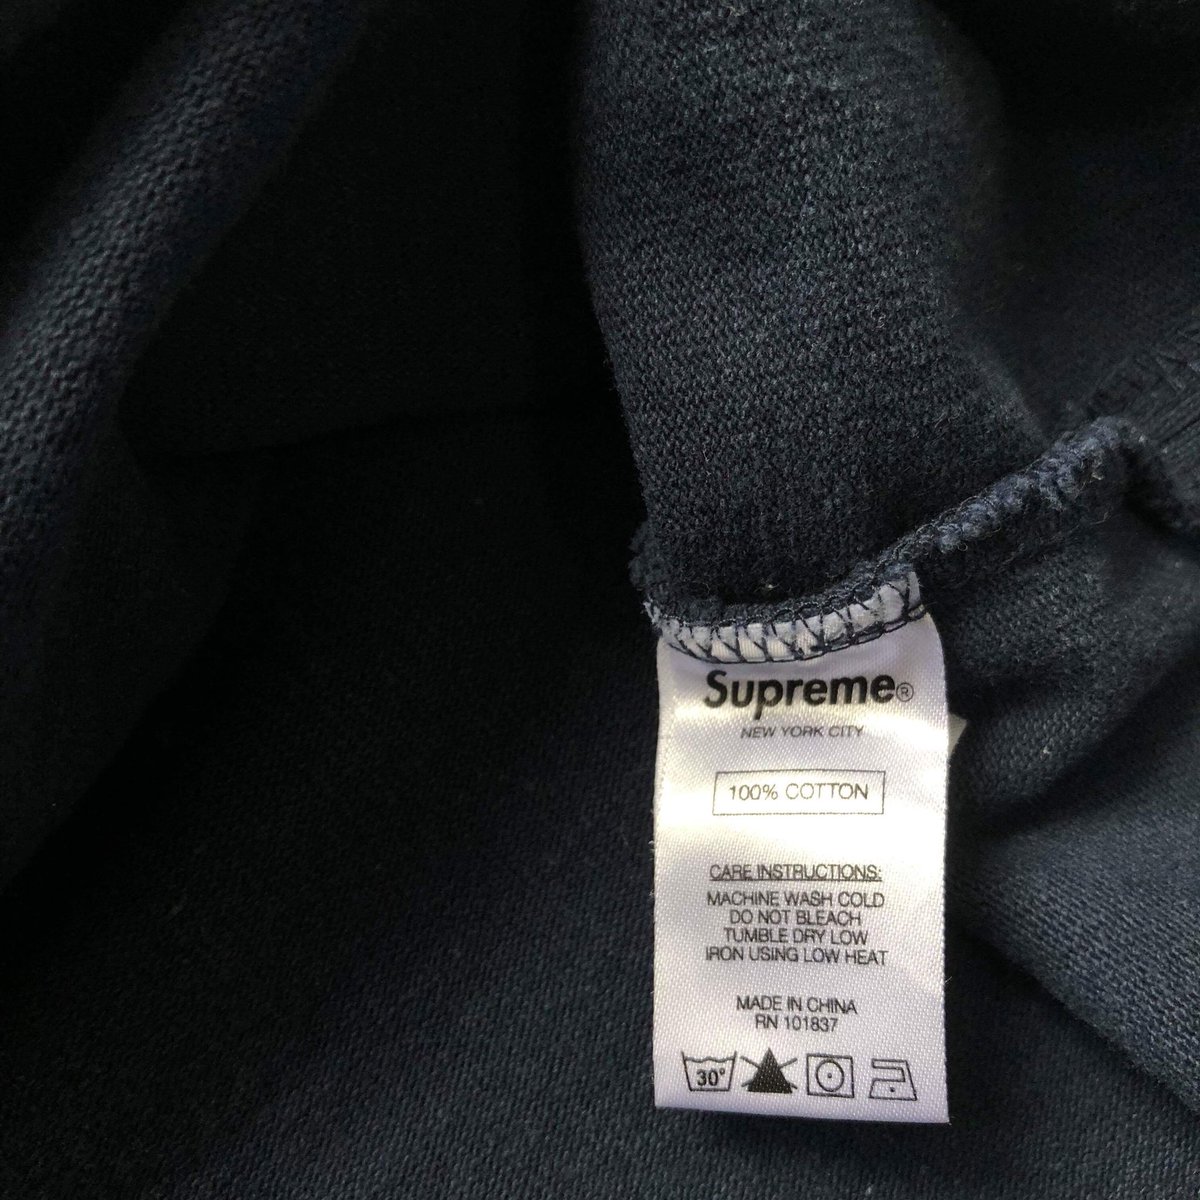 Supreme®
NEW YORK CITY
100% COTTON
CARE INSTRUCTIONS:
MACHINE WASH COLD
DO NOT BLEACH
TUMBLE DRY LOW
IRON USING LOW HEAT
MADE IN CHINA
RN 101837
30°